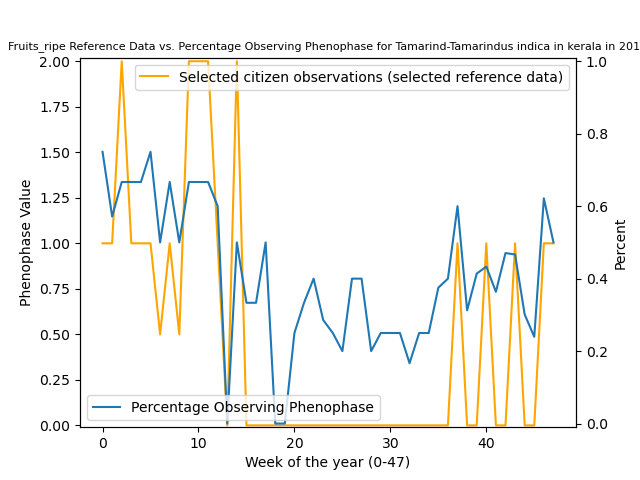 Fruits_ripe Reference Data vs. Percentage Observing Phenophase for Tamarind-Tamarindus indica in kerala in 201
Selected citizen observations (selected reference data)
Percentage Observing Phenophase
Phenophase Value
2.00
1.75
1.50
1.25
1.00
0.75
0.50
0.25
0.00
1.0
0.8
0.6
0.4
0.2
0.0
Percent
0 10 20 30 40
Week of the year (0-47)